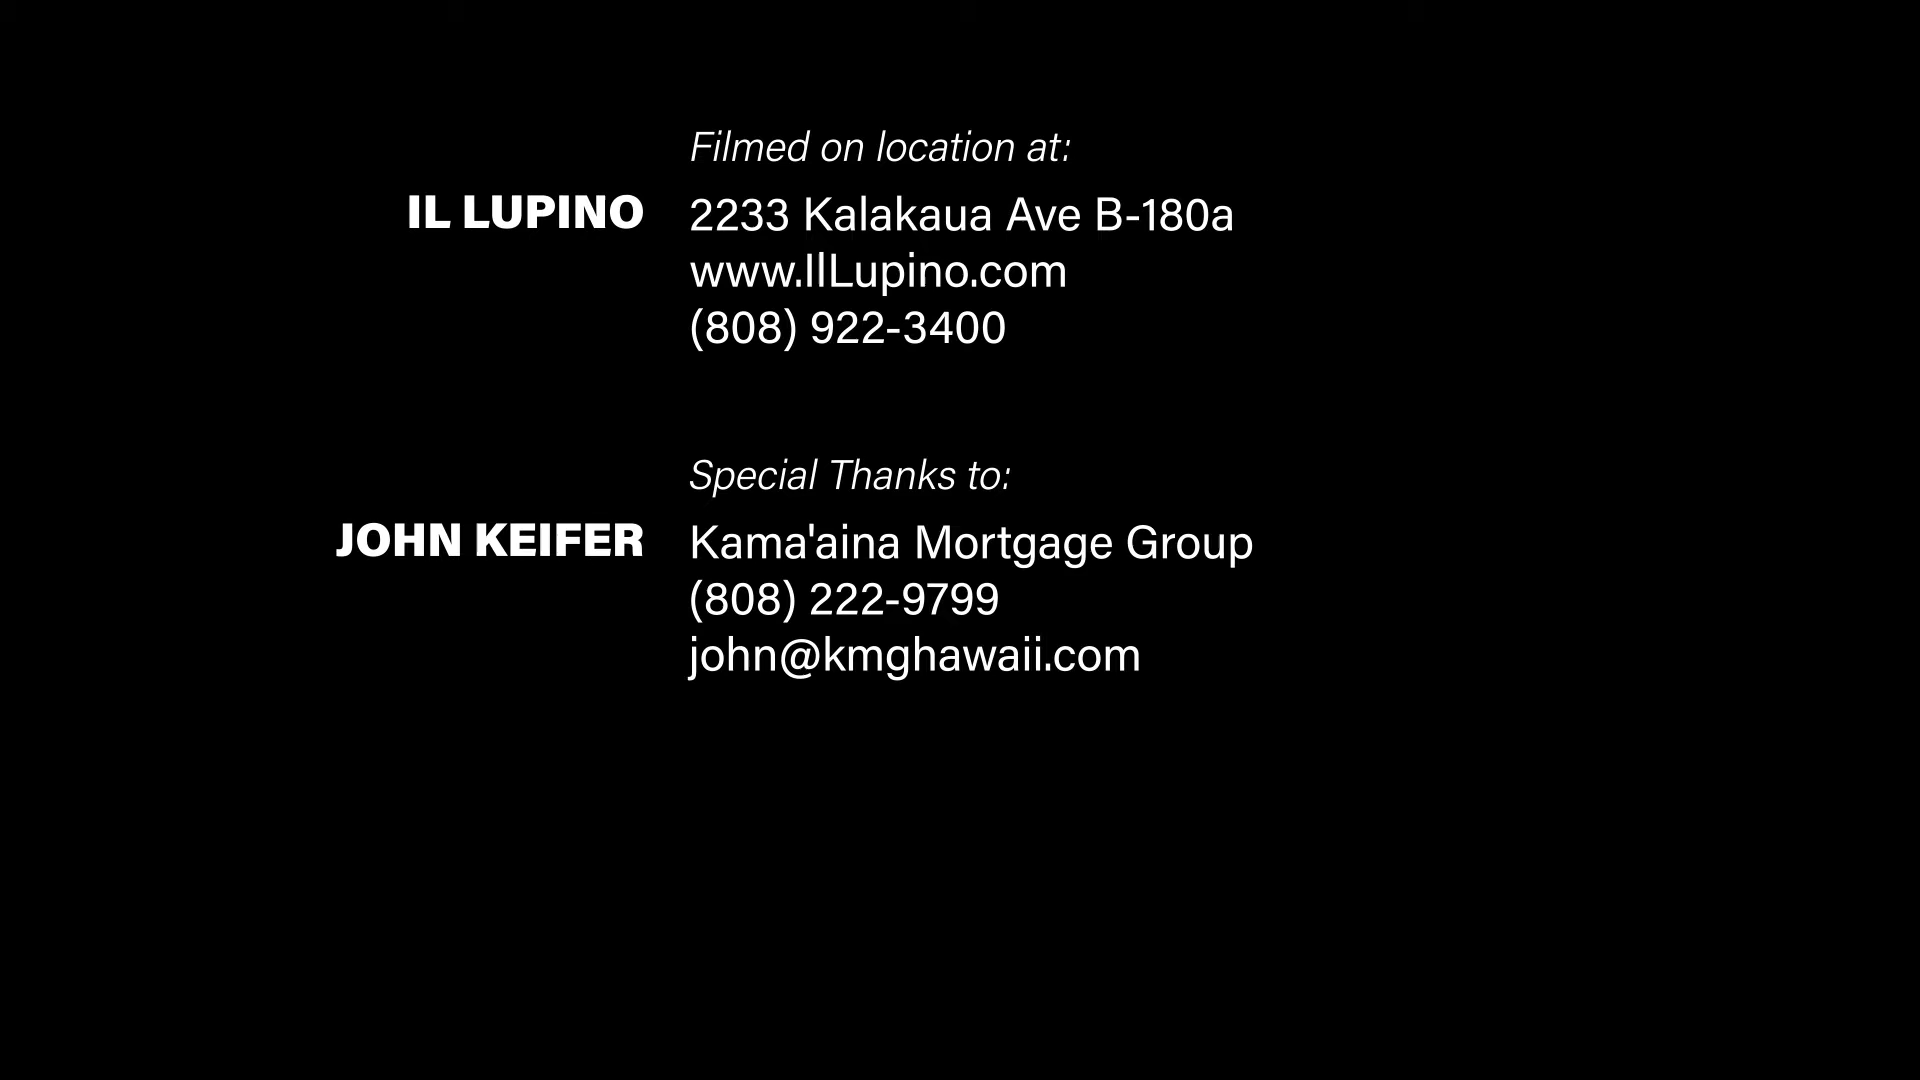 Filmed on location at:
IL LUPINO 2233 Kalakaua Ave B-180a
www.IlLupino.com
(808) 922-3400
Special Thanks to:
JOHN KEIFER Kama'aina Mortgage Group
(808) 222-9799
john@kmghawaii.com